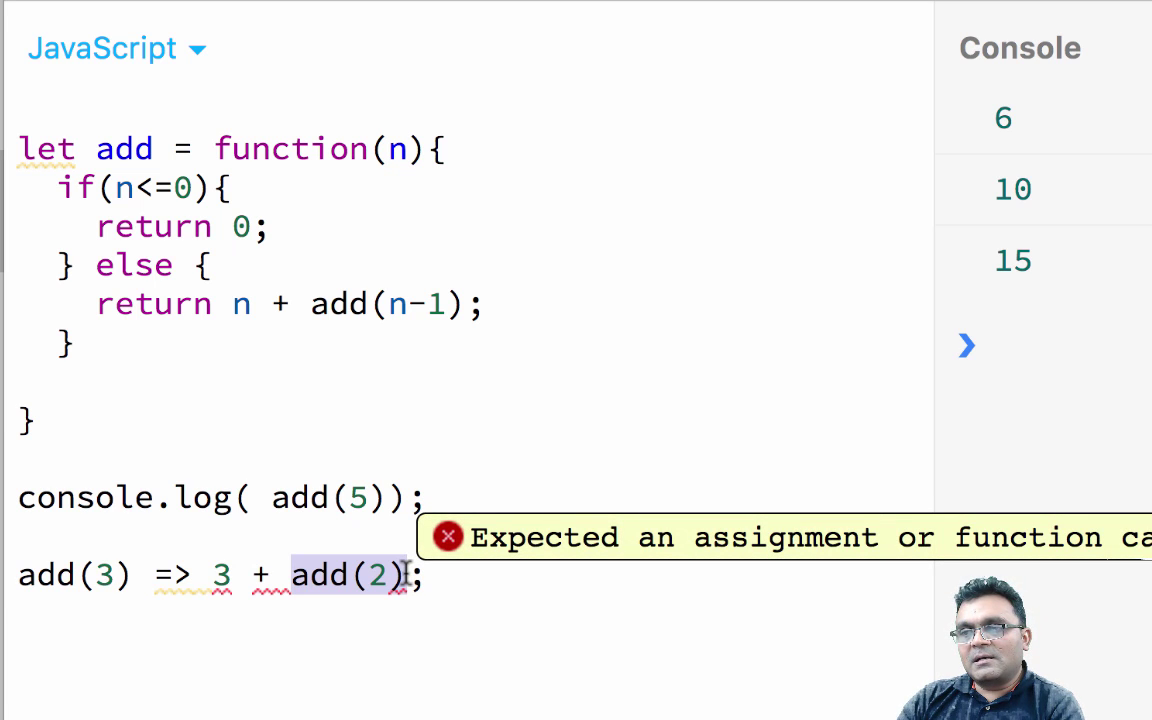 JavaScript
Console
let add = function(n){
if(n<=0){
return 0;
} else {
return n + add(n-1);
}
}
console.log( add(5));
add(3) => 3 + add(2);
Expected an assignment or function ca
6
10
15
❯